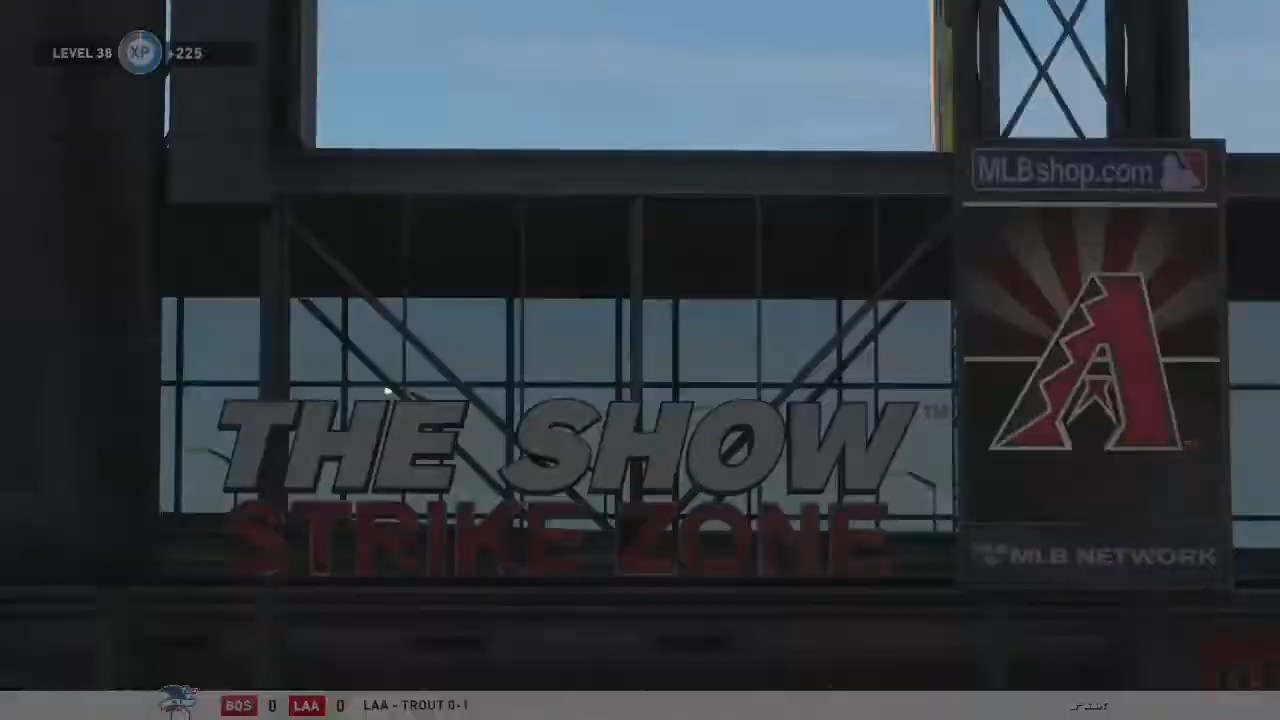 LEVEL 38 XP +225
MLBshop.com
THE SHOW™
STRIKE ZONE
MLB NETWORK
BOS 0 LAA 0 LAA - TROUT 0-1